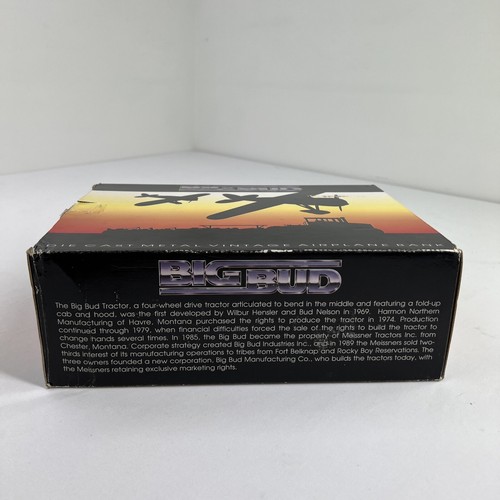 BIG BUD
DIE CAST METAL VINTAGE AIRPLANE BANK
BIG BUD
The Big Bud Tractor, a four-wheel drive tractor articulated to bend in the middle and featuring a fold-up
cab and hood, was the first developed by Wilbur Hensler and Bud Nelson in 1969. Harmon Northern
Manufacturing of Havre, Montana purchased the rights to produce the tractor in 1974. Production
continued through 1979, when financial difficulties forced the sale of the rights to build the tractor to
change hands several times. In 1985, the Big Bud became the property of Meissner Tractors Inc. from
Chester, Montana. Corporate strategy created Big Bud Industries Inc., and in 1989 the Meissners sold two-
thirds interest of its manufacturing operations to tribes from Fort Belknap and Rocky Boy Reservations. The
three owners founded a new corporation, Big Bud Manufacturing Co., who builds the tractors today, with
the Meissners retaining exclusive marketing rights.